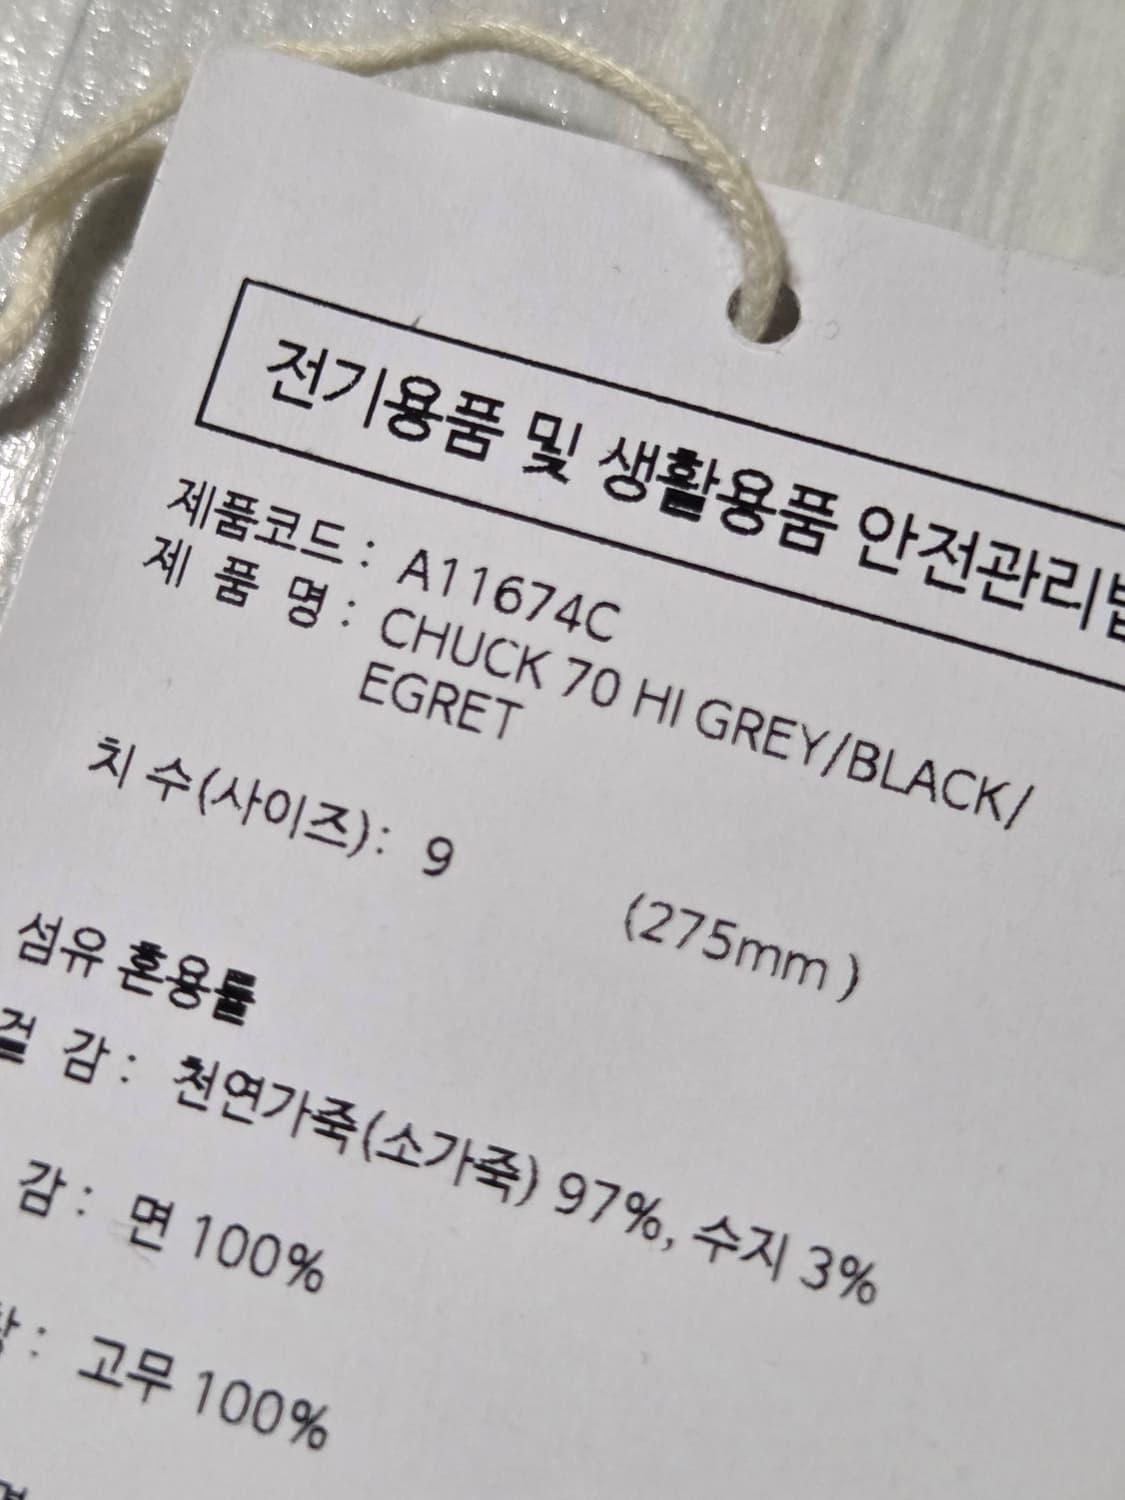 전기용품 및 생활용품 안전관리법
제품코드 : A11674C
제 품 명 : CHUCK 70 HI GREY/BLACK/
EGRET
치 수(사이즈) : 9 (275mm )
섬유 혼용률
겉 감 : 천연가죽(소가죽) 97%, 수지 3%
감 : 면 100%
창 : 고무 100%